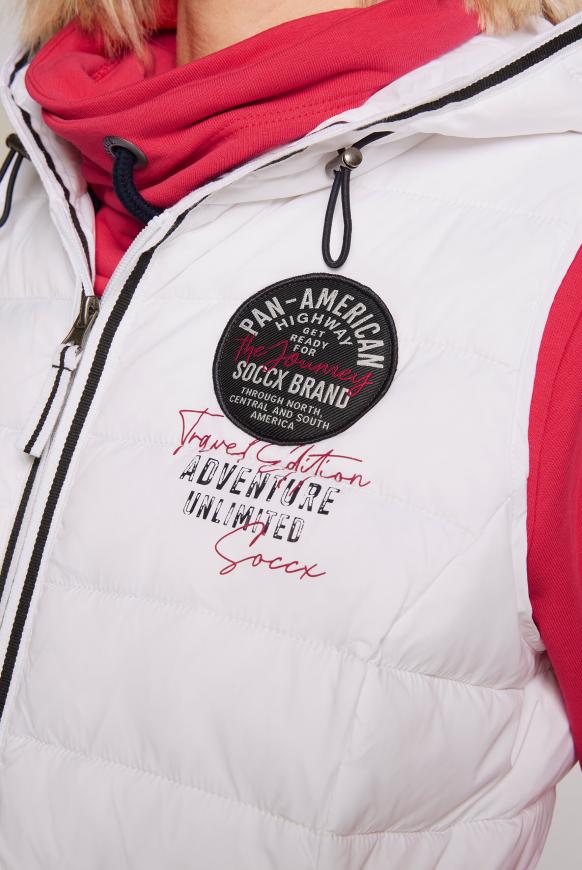 PAN-AMERICAN
HIGHWAY
GET
READY
FOR
the Journey
SOCCX BRAND
THROUGH NORTH,
CENTRAL AND SOUTH
AMERICA
Travel Edition
ADVENTURE
UNLIMITED
Soccx